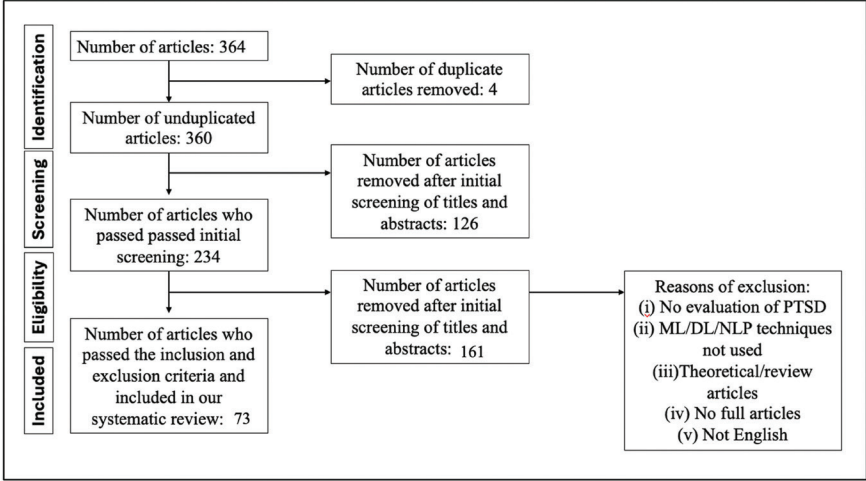 Identification
Number of articles: 364
Number of duplicate
articles removed: 4
Number of unduplicated
articles: 360
Screening
Number of articles
removed after initial
screening of titles and
abstracts: 126
Number of articles who
passed passed initial
screening: 234
Eligibility
Number of articles
removed after initial
screening of titles and
abstracts: 161
Reasons of exclusion:
(i) No evaluation of PTSD
(ii) ML/DL/NLP techniques
not used
(iii)Theoretical/review
articles
(iv) No full articles
(v) Not English
Included
Number of articles who
passed the inclusion and
exclusion criteria and
included in our
systematic review: 73